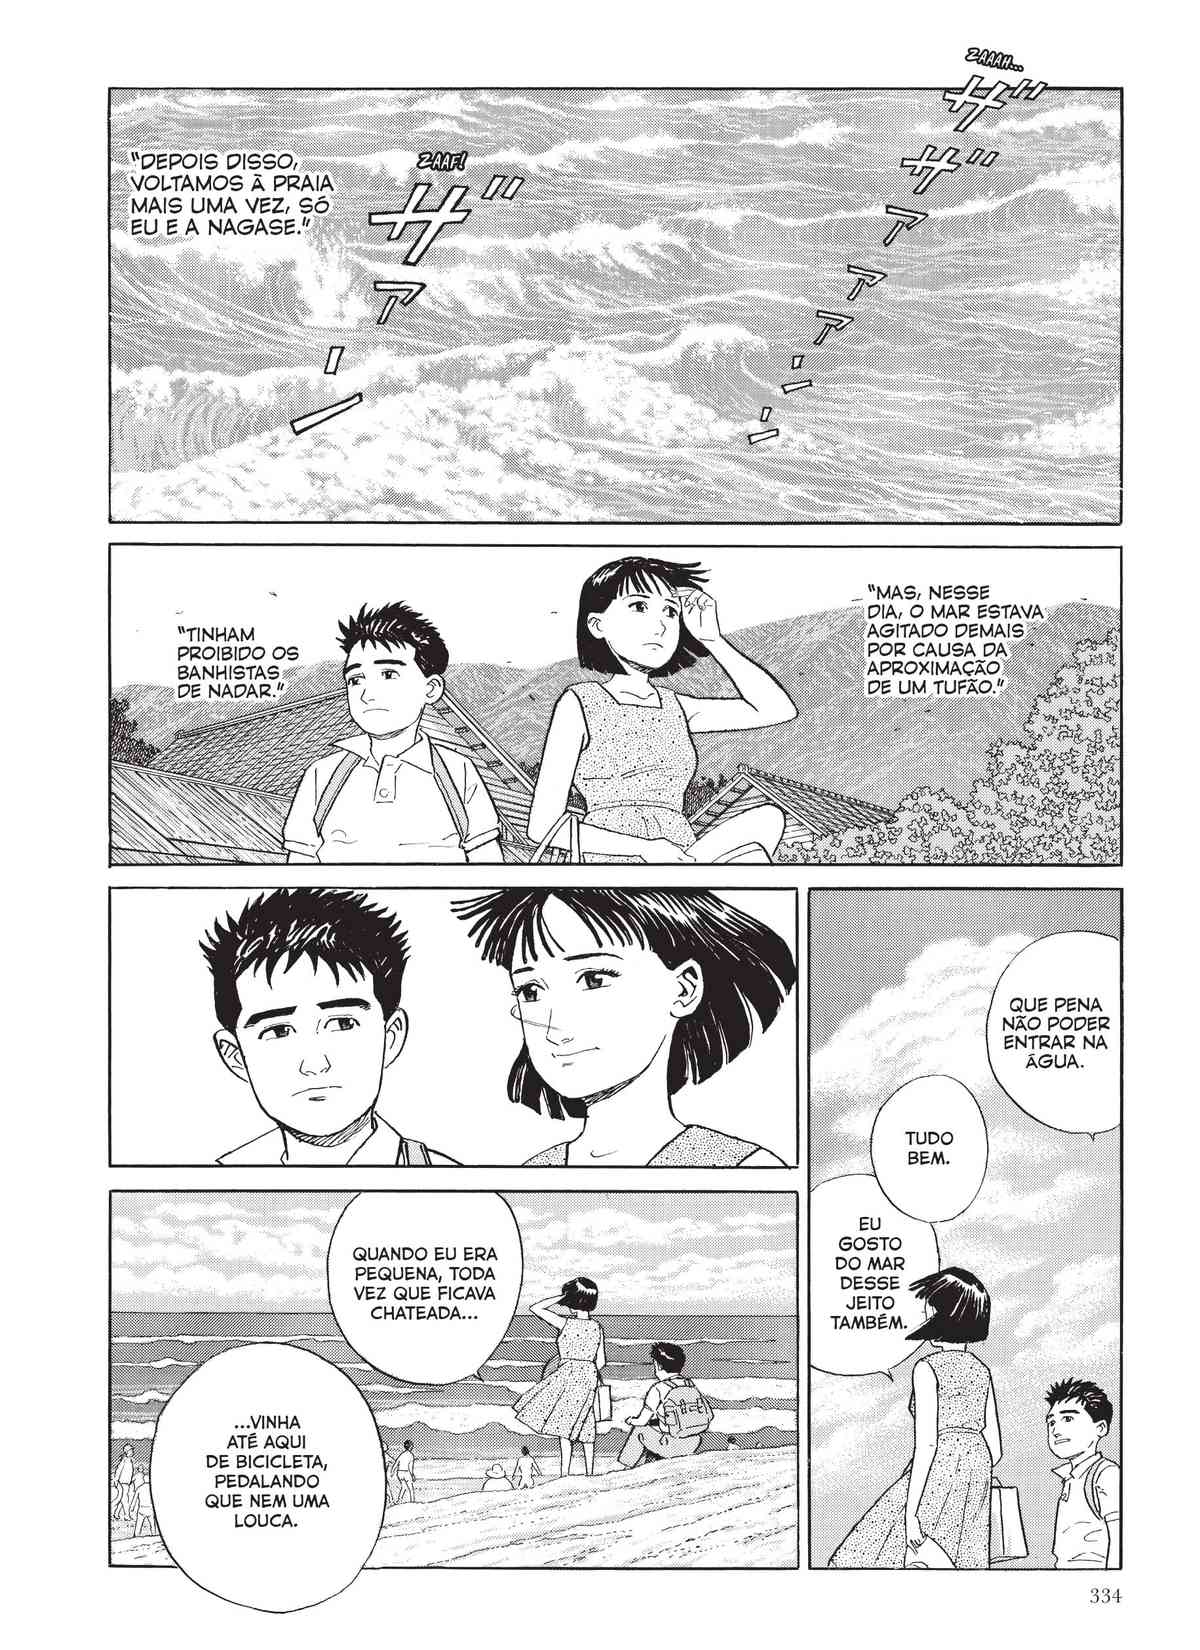 ZAAAH...
ザザアアアーー
ZAAF!
ザアーー
"DEPOIS DISSO,
VOLTAMOS À PRAIA
MAIS UMA VEZ, SÓ
EU E A NAGASE."
"MAS, NESSE
DIA, O MAR ESTAVA
AGITADO DEMAIS
POR CAUSA DA
APROXIMAÇÃO
DE UM TUFÃO."
"TINHAM
PROIBIDO OS
BANHISTAS
DE NADAR."
QUE PENA
NÃO PODER
ENTRAR NA
ÁGUA.
TUDO
BEM.
EU
GOSTO
DO MAR
DESSE
JEITO
TAMBÉM.
QUANDO EU ERA
PEQUENA, TODA
VEZ QUE FICAVA
CHATEADA...
...VINHA
ATÉ AQUI
DE BICICLETA,
PEDALANDO
QUE NEM UMA
LOUCA.
334